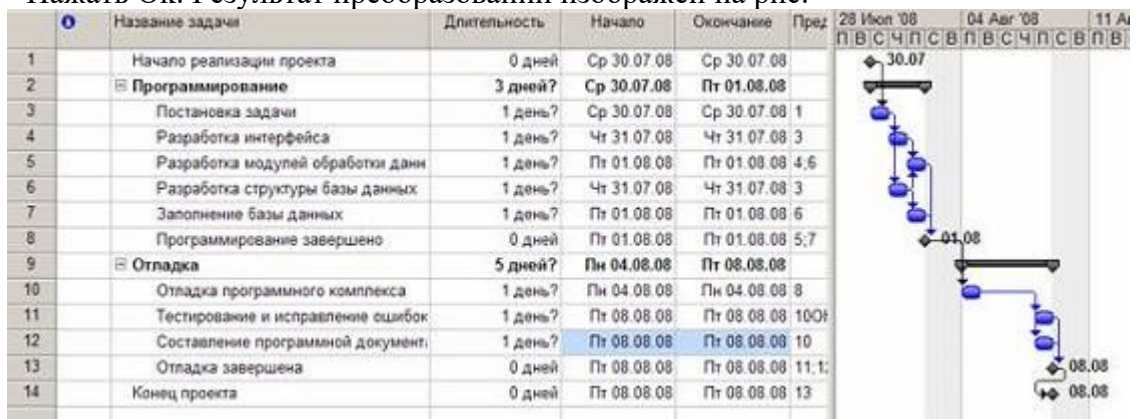 Нажать Ок. Результат преобразований изображен на рис.
Название задачи Длительность Начало Окончание Пред 28 Июл '08 04 Авг '08 11 А
П В С Ч П С В П В С Ч П С В П В
1 Начало реализации проекта 0 дней Ср 30.07.08 Ср 30.07.08 30.07
2 Программирование 3 дней? Ср 30.07.08 Пт 01.08.08
3 Постановка задачи 1 день? Ср 30.07.08 Ср 30.07.08 1
4 Разработка интерфейса 1 день? Чт 31.07.08 Чт 31.07.08 3
5 Разработка модулей обработки данн 1 день? Пт 01.08.08 Пт 01.08.08 4;6
6 Разработка структуры базы данных 1 день? Чт 31.07.08 Чт 31.07.08 3
7 Заполнение базы данных 1 день? Пт 01.08.08 Пт 01.08.08 6
8 Программирование завершено 0 дней Пт 01.08.08 Пт 01.08.08 5;7 01.08
9 Отладка 5 дней? Пн 04.08.08 Пт 08.08.08
10 Отладка программного комплекса 1 день? Пн 04.08.08 Пн 04.08.08 8
11 Тестирование и исправление ошибок 1 день? Пт 08.08.08 Пт 08.08.08 10ОН
12 Составление программной документ 1 день? Пт 08.08.08 Пт 08.08.08 10
13 Отладка завершена 0 дней Пт 08.08.08 Пт 08.08.08 11;1 08.08
14 Конец проекта 0 дней Пт 08.08.08 Пт 08.08.08 13 08.08